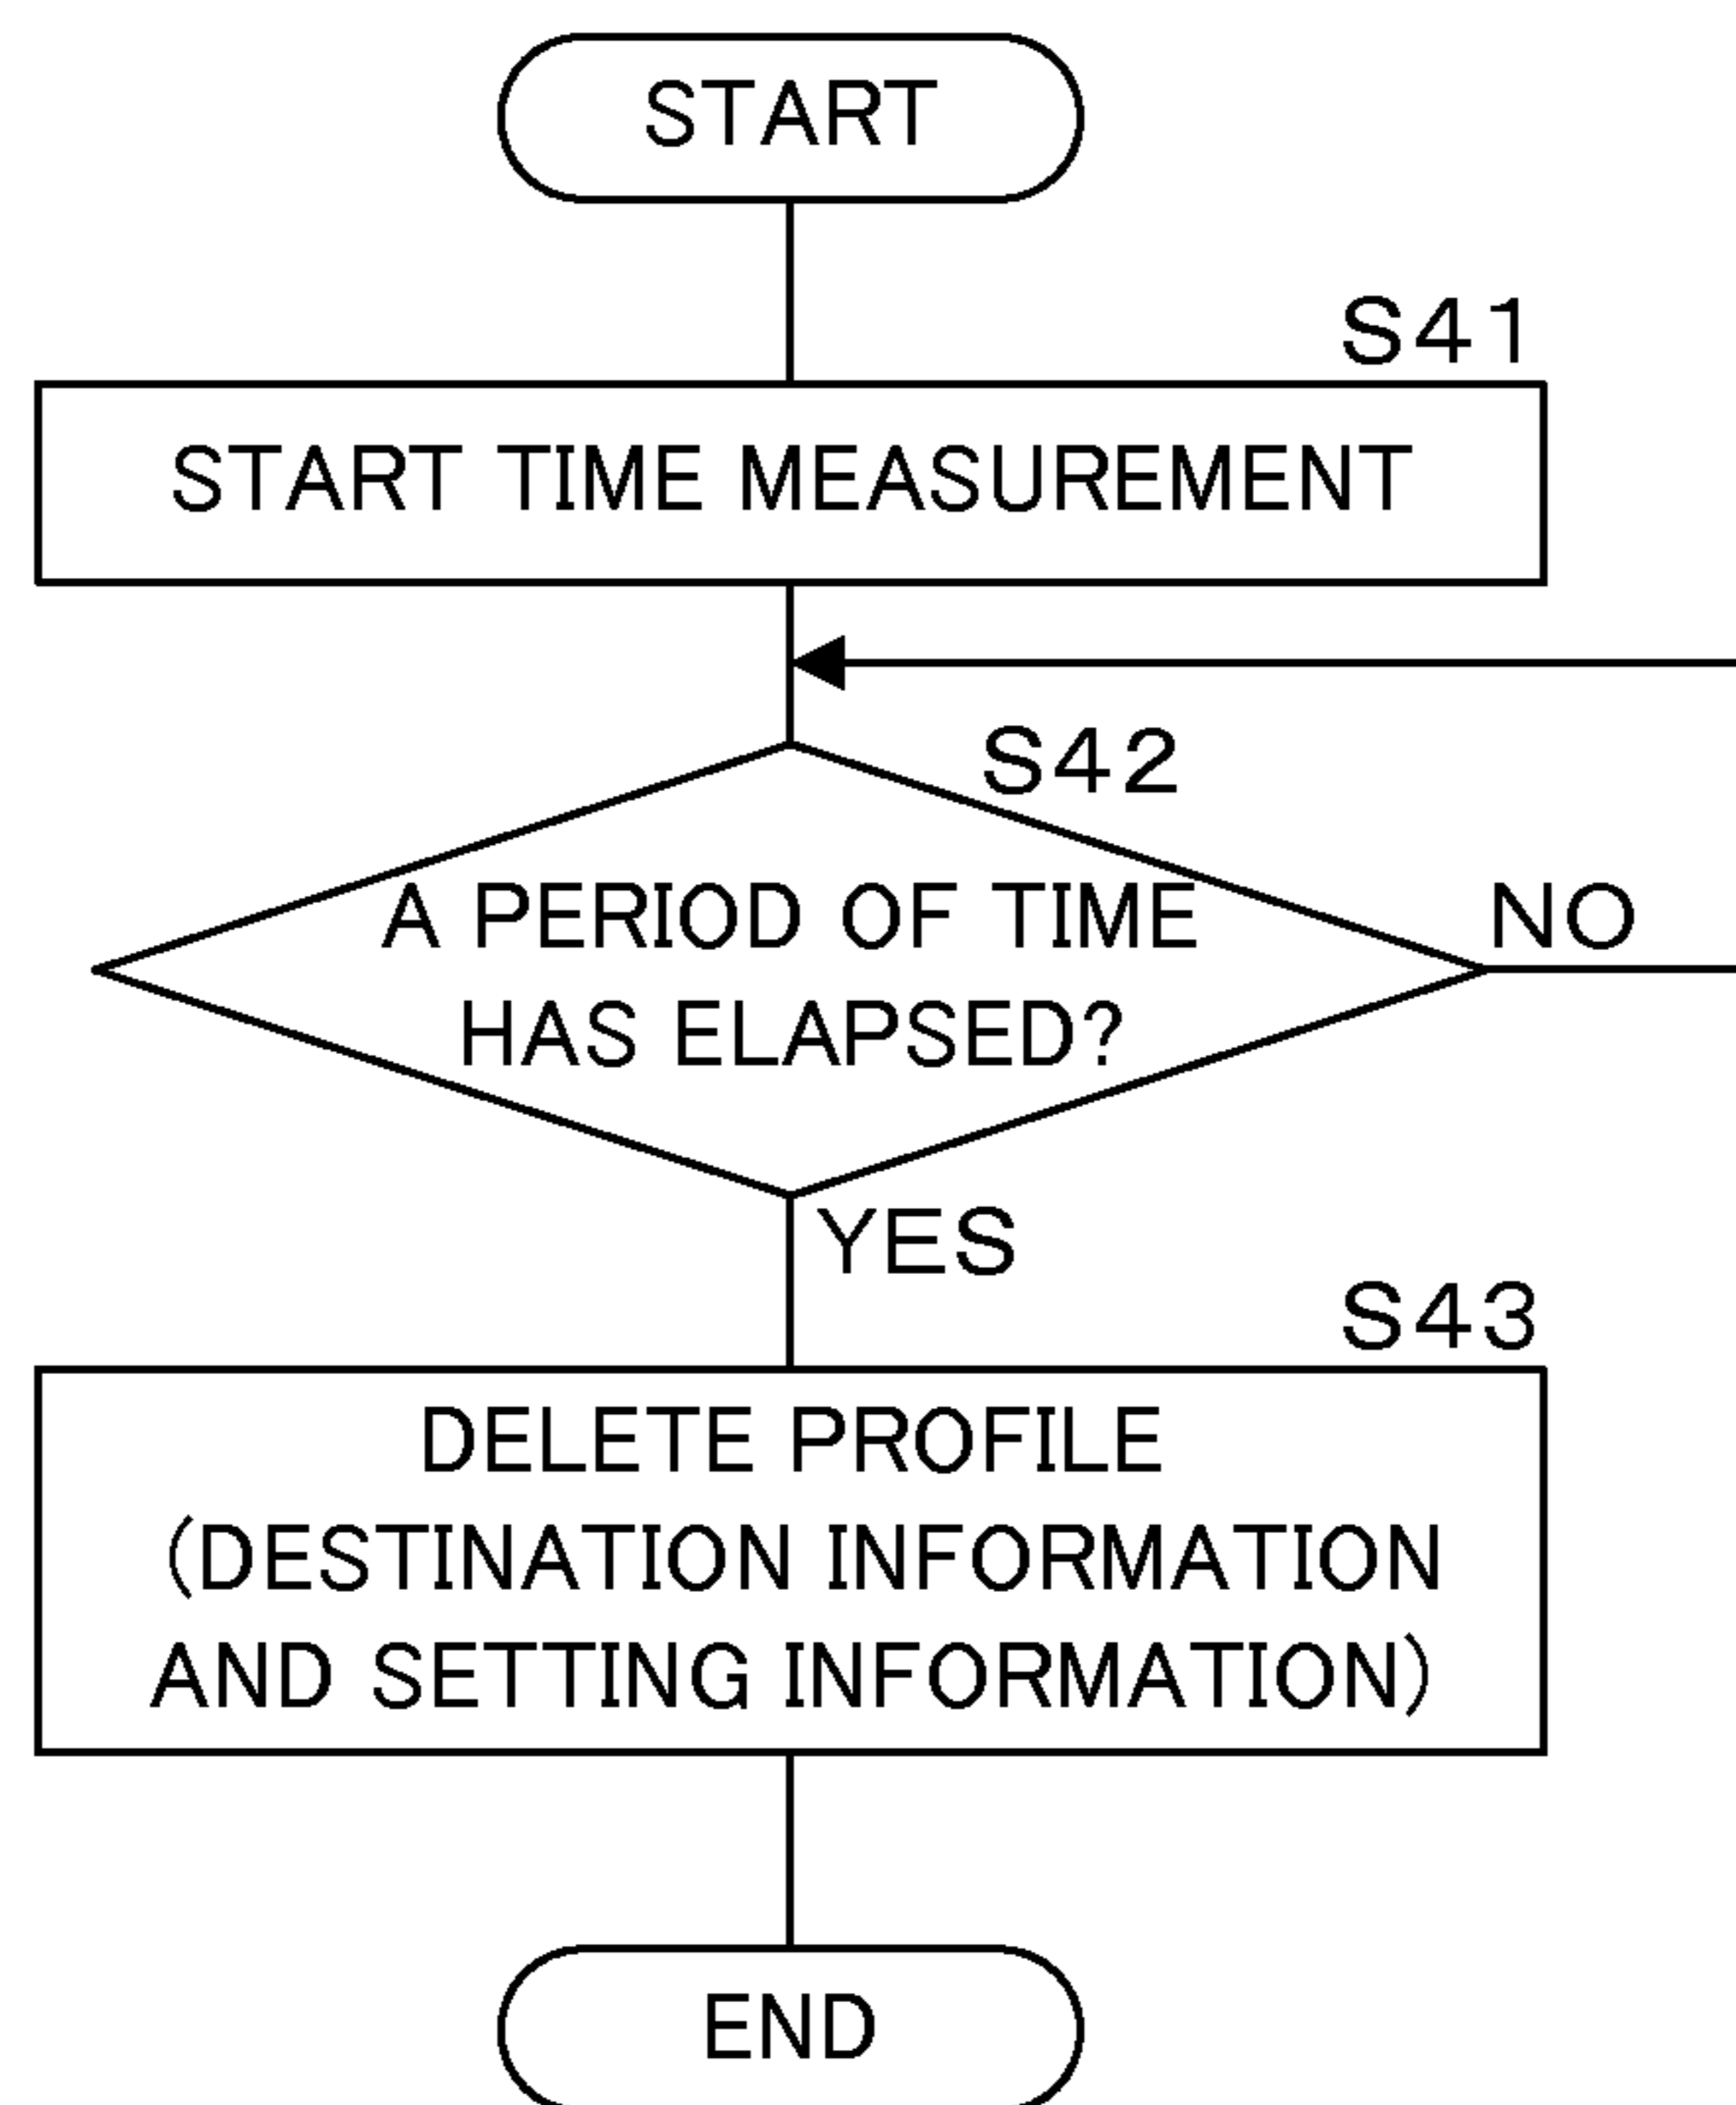 START
S41
START TIME MEASUREMENT
S42
A PERIOD OF TIME
HAS ELAPSED?
NO
YES
S43
DELETE PROFILE
(DESTINATION INFORMATION
AND SETTING INFORMATION)
END